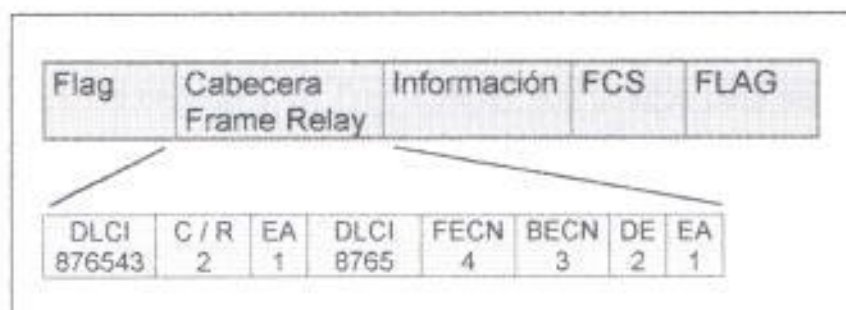 Flag Cabecera Información FCS FLAG
Frame Relay
DLCI C / R EA DLCI FECN BECN DE EA
876543 2 1 8765 4 3 2 1